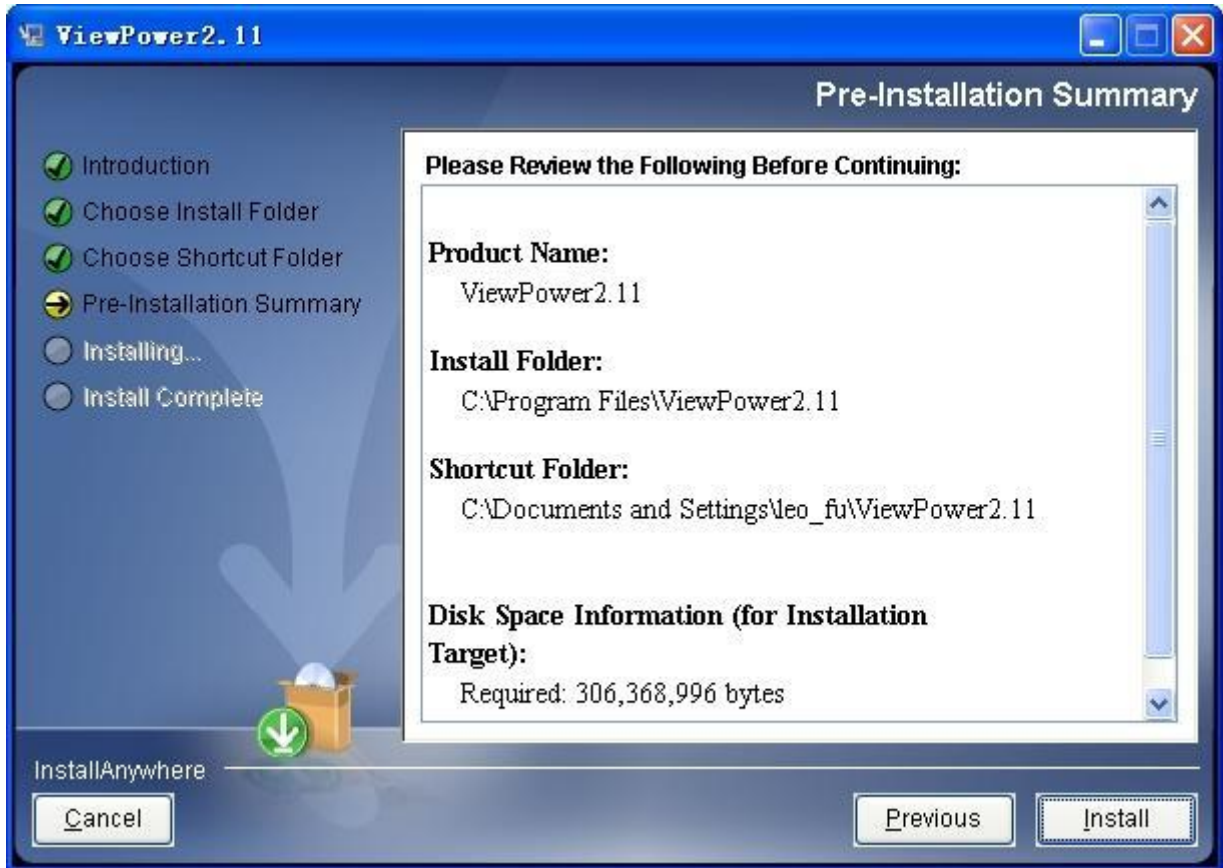 ViewPower2.11
Pre-Installation Summary
Introduction
Choose Install Folder
Choose Shortcut Folder
Pre-Installation Summary
Installing...
Install Complete
Please Review the Following Before Continuing:
Product Name:
ViewPower2.11
Install Folder:
C:\Program Files\ViewPower2.11
Shortcut Folder:
C:\Documents and Settings\leo_fu\ViewPower2.11
Disk Space Information (for Installation
Target):
Required: 306,368,996 bytes
InstallAnywhere
Cancel
Previous
Install